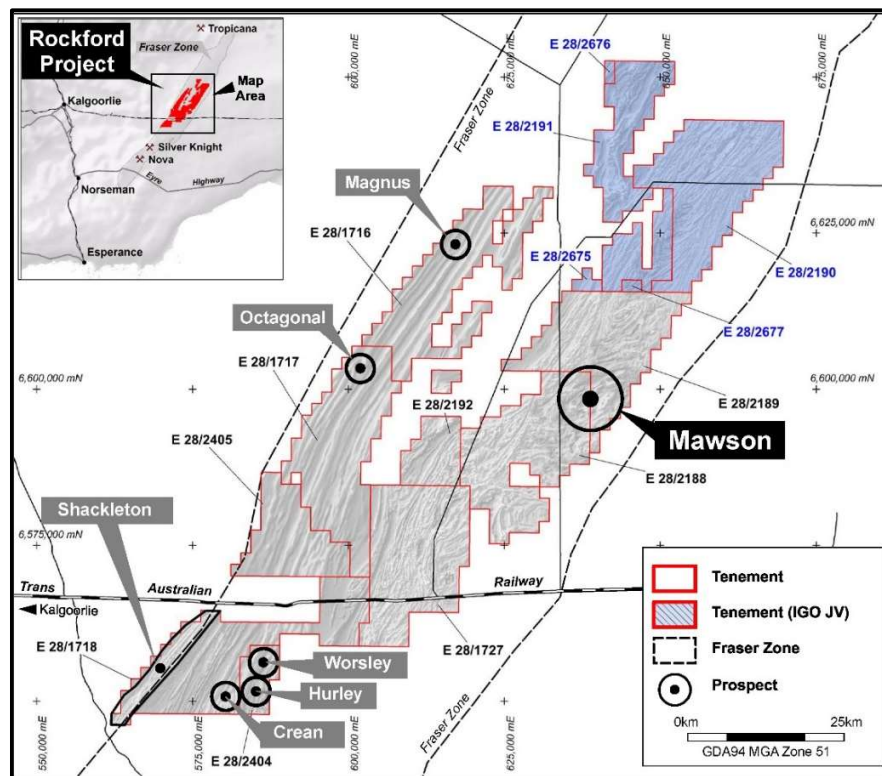 Tropicana
Fraser Zone
Rockford
Project
Map
Area
Kalgoorlie
Silver Knight
Nova
Norseman
Eyre
Highway
Esperance
600,000 mE
625,000 mE
650,000 mE
675,000 mE
E 28/2676
Fraser Zone
E 28/2191
Magnus
E 28/1716
6,625,000 mN
6,625,000 mN
E 28/2675
E 28/2190
Octagonal
E 28/2677
E 28/1717
6,600,000 mN
6,600,000 mN
E 28/2192
E 28/2189
E 28/2405
Mawson
E 28/2188
Shackleton
6,575,000 mN
Trans
Australian
Railway
Kalgoorlie
E 28/1718
E 28/1727
Worsley
Hurley
Crean
E 28/2404
Fraser Zone
550,000 mE
575,000 mE
600,000 mE
625,000 mE
Tenement
Tenement (IGO JV)
Fraser Zone
Prospect
0km
25km
GDA94 MGA Zone 51